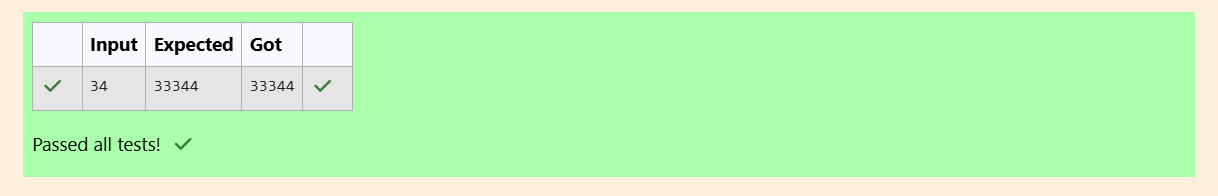 Input Expected Got
34 33344 33344
Passed all tests!